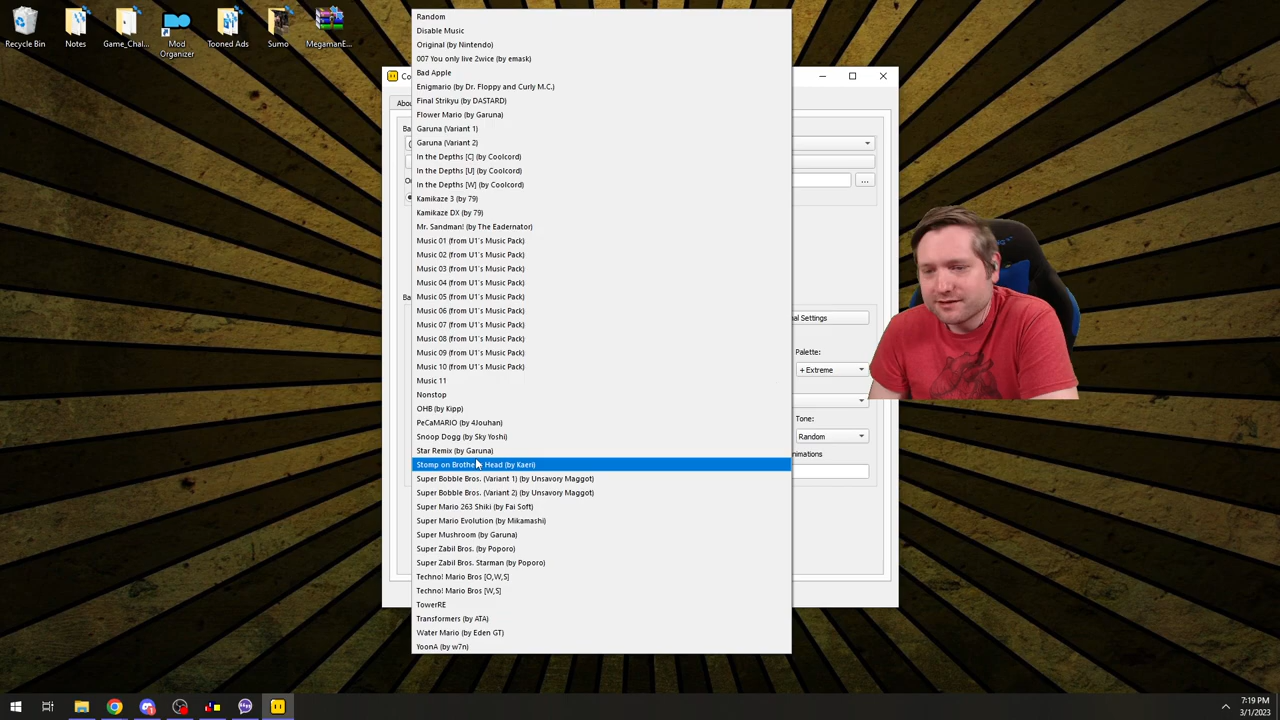 Random
Disable Music
Original (by Nintendo)
007 You only live 2wice (by emask)
Bad Apple
Enigmario (by Dr. Floppy and Curly M.C.)
Final Strikyu (by DASTARD)
Flower Mario (by Garuna)
Garuna (Variant 1)
Garuna (Variant 2)
In the Depths [C] (by Coolcord)
In the Depths [U] (by Coolcord)
In the Depths [W] (by Coolcord)
Kamikaze 3 (by 79)
Kamikaze DX (by 79)
Mr. Sandman! (by The Eadernator)
Music 01 (from U1's Music Pack)
Music 02 (from U1's Music Pack)
Music 03 (from U1's Music Pack)
Music 04 (from U1's Music Pack)
Music 05 (from U1's Music Pack)
Music 06 (from U1's Music Pack)
Music 07 (from U1's Music Pack)
Music 08 (from U1's Music Pack)
Music 09 (from U1's Music Pack)
Music 10 (from U1's Music Pack)
Music 11
Nonstop
OHB (by Kipp)
PeCaMARIO (by 4Jouhan)
Snoop Dogg (by Sky Yoshi)
Star Remix (by Garuna)
Stomp on Brothe Head (by Kaeri)
Super Bobble Bros. (Variant 1) (by Unsavory Maggot)
Super Bobble Bros. (Variant 2) (by Unsavory Maggot)
Super Mario 263 Shiki (by Fai Soft)
Super Mario Evolution (by Mikamashi)
Super Mushroom (by Garuna)
Super Zabil Bros. (by Poporo)
Super Zabil Bros. Starman (by Poporo)
Techno! Mario Bros [O,W,S]
Techno! Mario Bros [W,S]
TowerRE
Transformers (by ATA)
Water Mario (by Eden GT)
YoonA (by w7n)
Recycle Bin
Notes
Game_Chal...
Mod Organizer
Tooned Ads
Sumo
MegamanE...
Co
Abou
Ba
Ou
Ba
...
al Settings
Palette:
+ Extreme
Tone:
Random
nimations
7:19 PM
3/1/2023